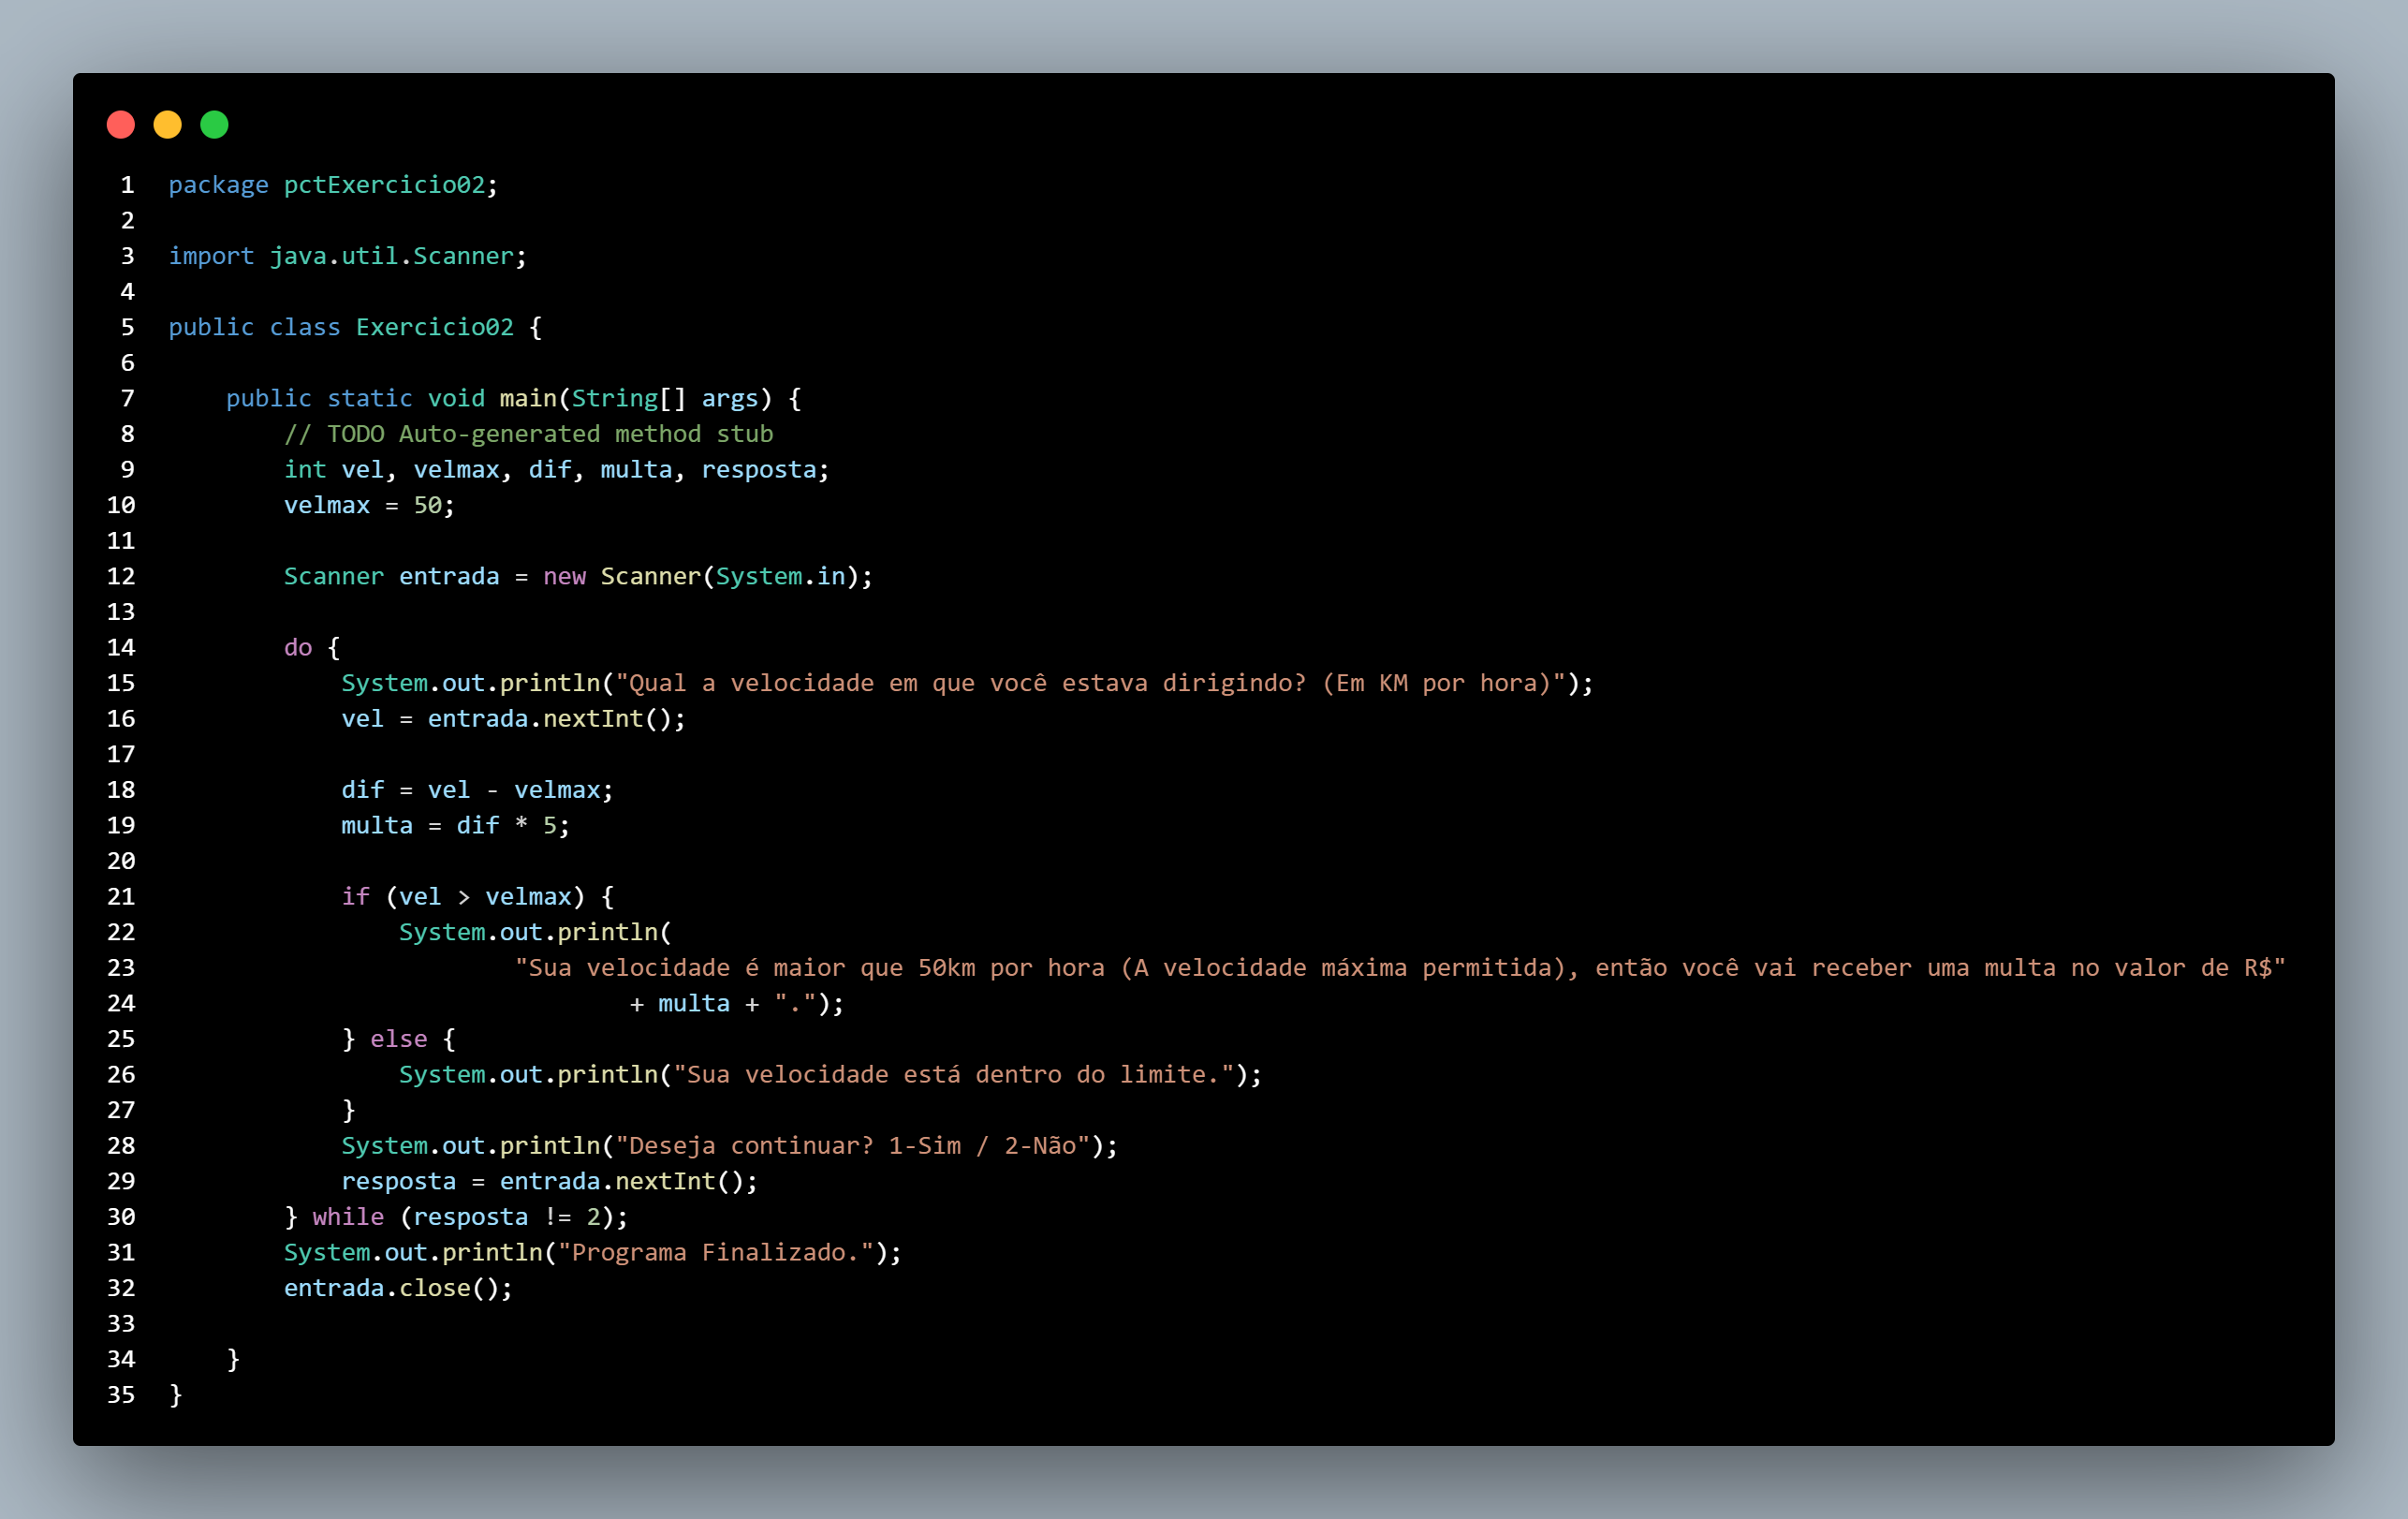 1 package pctExercicio02;
2
3 import java.util.Scanner;
4
5 public class Exercicio02 {
6
7     public static void main(String[] args) {
8         // TODO Auto-generated method stub
9         int vel, velmax, dif, multa, resposta;
10         velmax = 50;
11
12         Scanner entrada = new Scanner(System.in);
13
14         do {
15             System.out.println("Qual a velocidade em que você estava dirigindo? (Em KM por hora)");
16             vel = entrada.nextInt();
17
18             dif = vel - velmax;
19             multa = dif * 5;
20
21             if (vel > velmax) {
22                 System.out.println(
23                         "Sua velocidade é maior que 50km por hora (A velocidade máxima permitida), então você vai receber uma multa no valor de R$"
24                                 + multa + ".");
25             } else {
26                 System.out.println("Sua velocidade está dentro do limite.");
27             }
28             System.out.println("Deseja continuar? 1-Sim / 2-Não");
29             resposta = entrada.nextInt();
30         } while (resposta != 2);
31         System.out.println("Programa Finalizado.");
32         entrada.close();
33
34     }
35 }